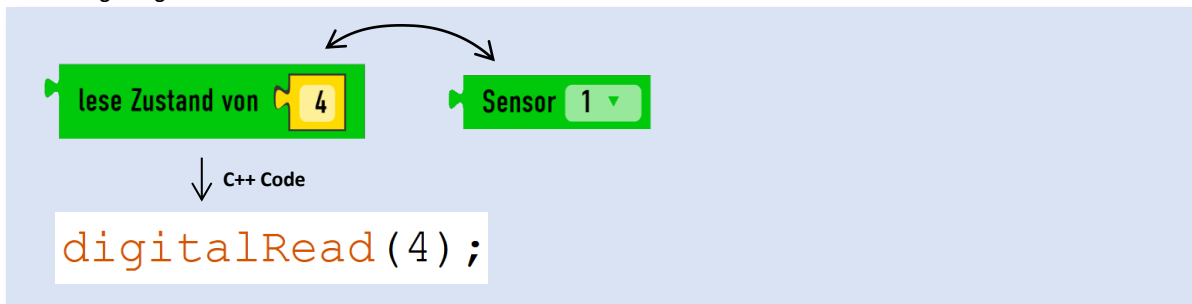 lese Zustand von 4
Sensor 1
C++ Code
digitalRead(4);